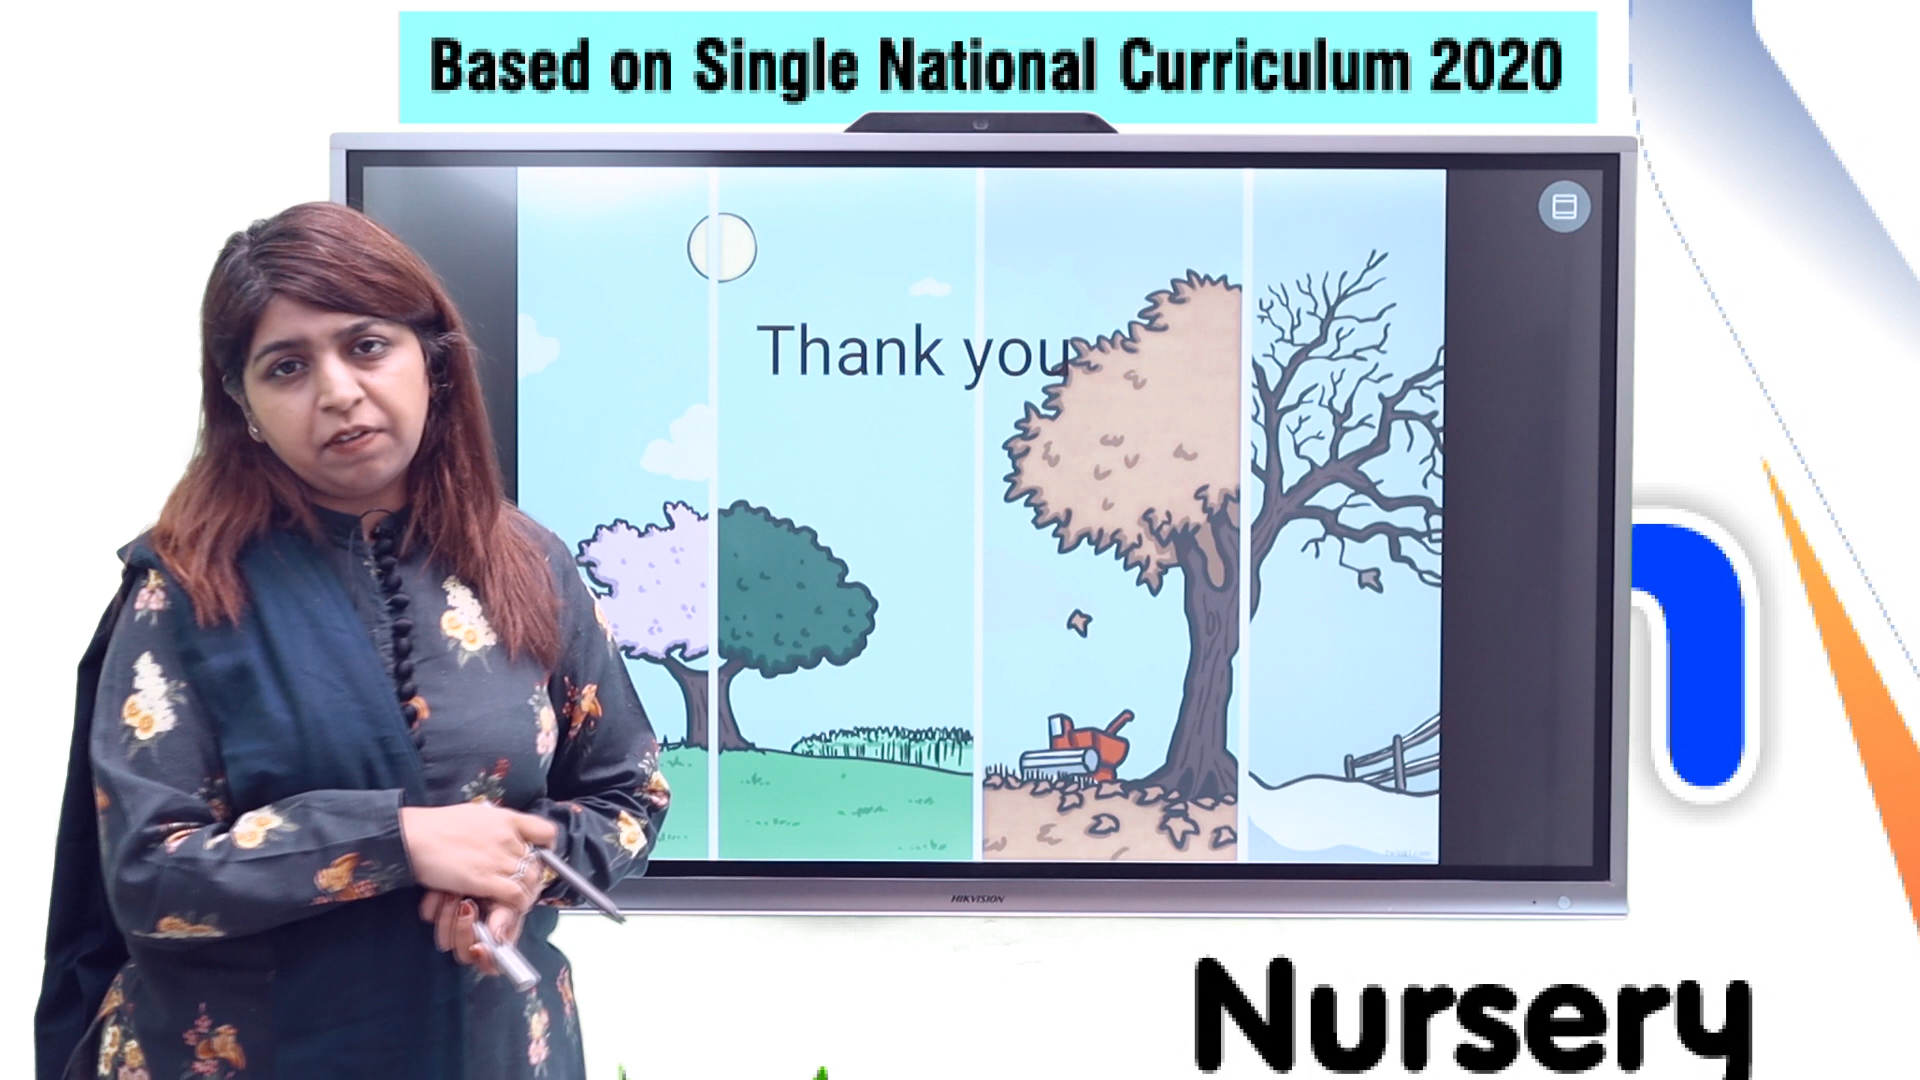 Based on Single National Curriculum 2020
Thank you
HIKVISION
n
Nursery